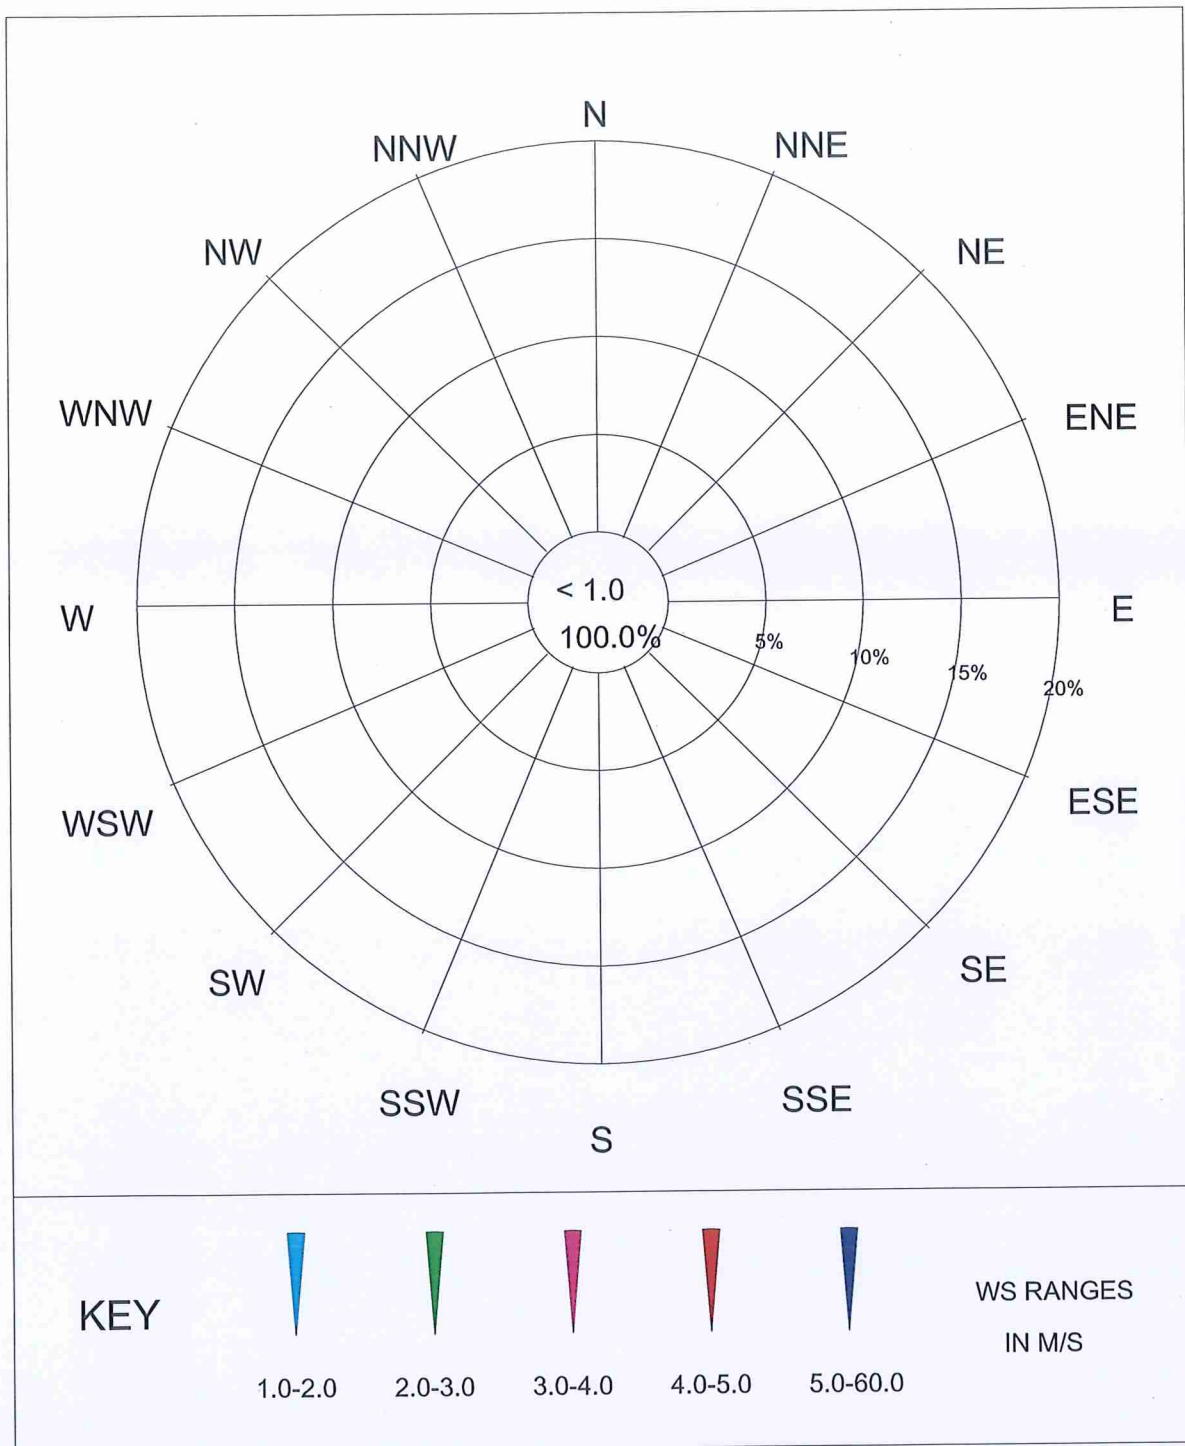 N
NNW
NNE
NW
NE
WNW
ENE
< 1.0
100.0%
W
E
5%
10%
15%
20%
WSW
ESE
SW
SE
SSW
SSE
S
KEY
WS RANGES
IN M/S
1.0-2.0
2.0-3.0
3.0-4.0
4.0-5.0
5.0-60.0